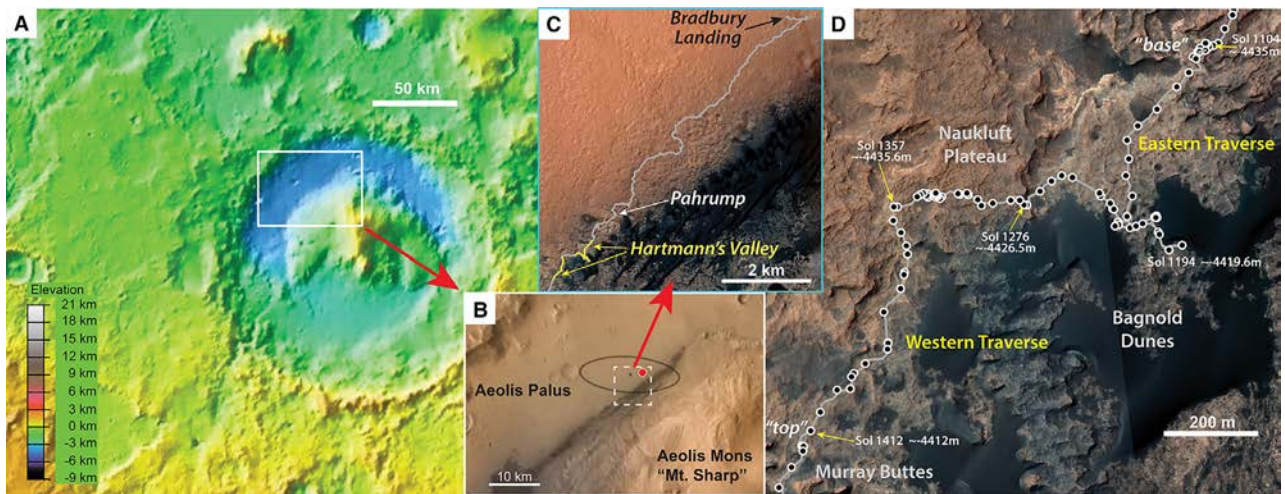 A
50 km
Elevation
21 km
18 km
15 km
12 km
9 km
6 km
3 km
0 km
-3 km
-6 km
-9 km
C
Bradbury
Landing
Pahrump
Hartmann's Valley
2 km
B
Aeolis Palus
Aeolis Mons
"Mt. Sharp"
10 km
D
"base"
Sol 1104
~-4435m
Naukluft
Plateau
Sol 1357
~-4435.6m
Eastern Traverse
Sol 1276
~-4426.5m
Sol 1194 ~-4419.6m
Bagnold
Dunes
Western Traverse
"top"
Sol 1412 ~-4412m
200 m
Murray Buttes